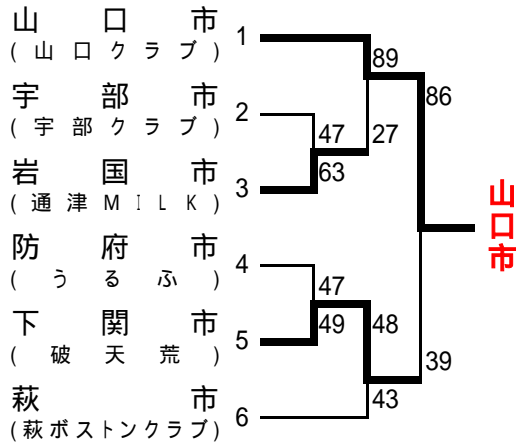 山口市
(山口クラブ)
1
宇部市
(宇部クラブ)
2
岩国市
(通津MILK)
3
防府市
(うるふ)
4
下関市
(破天荒)
5
萩市
(萩ボストンクラブ)
6
89
86
47
27
63
47
49
48
39
43
山口市